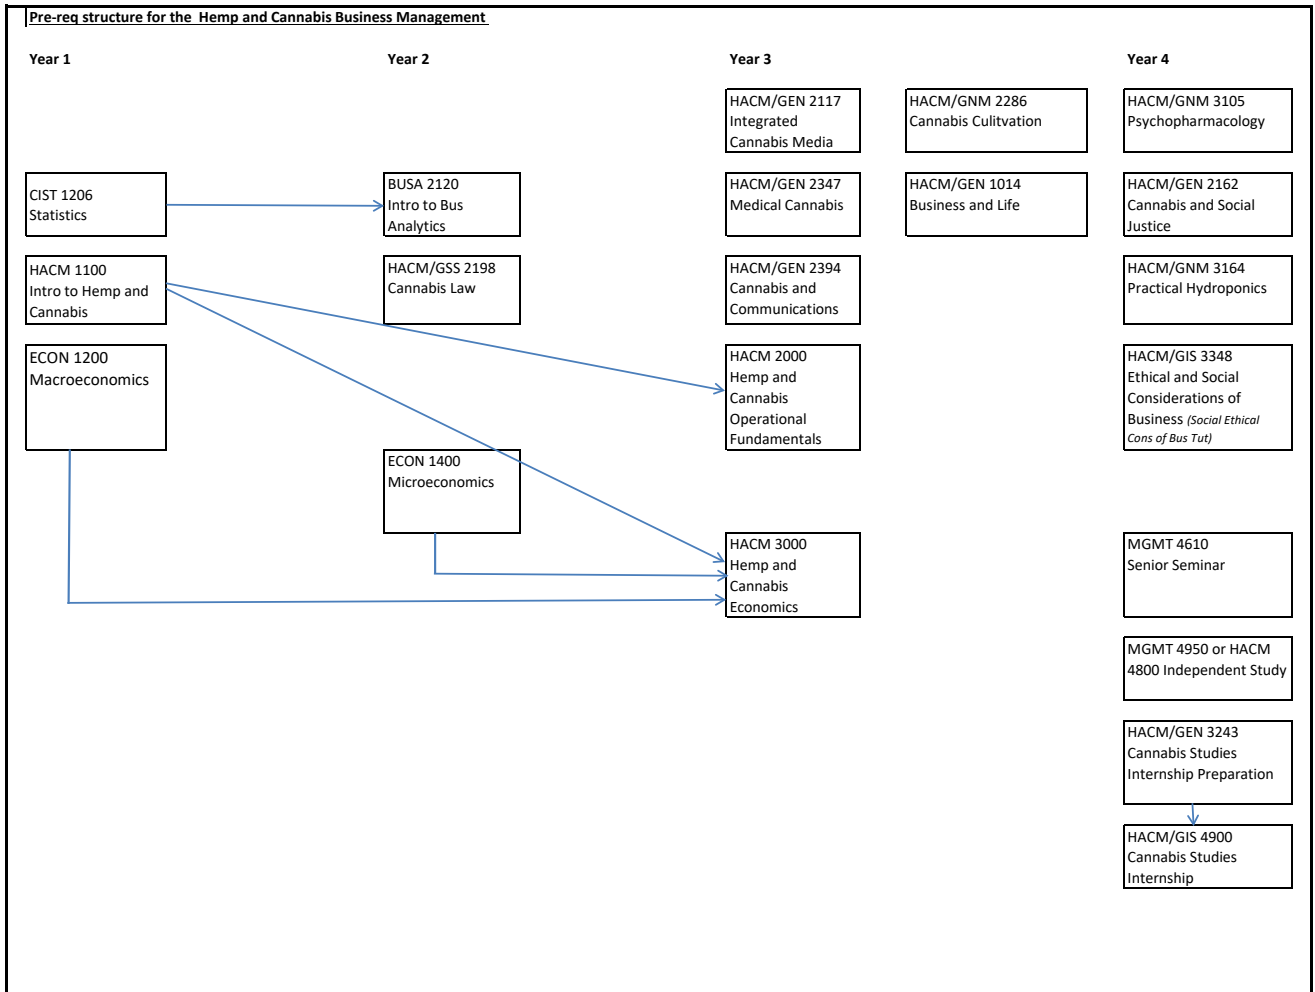 Pre-req structure for the  Hemp and Cannabis Business Management
Year 1
Year 2
Year 3
Year 4
HACM/GEN 2117
Integrated
Cannabis Media
HACM/GNM 2286
Cannabis Culitvation
HACM/GNM 3105
Psychopharmacology
CIST 1206
Statistics
BUSA 2120
Intro to Bus
Analytics
HACM/GEN 2347
Medical Cannabis
HACM/GEN 1014
Business and Life
HACM/GEN 2162
Cannabis and Social
Justice
HACM 1100
Intro to Hemp and
Cannabis
HACM/GSS 2198
Cannabis Law
HACM/GEN 2394
Cannabis and
Communications
HACM/GNM 3164
Practical Hydroponics
ECON 1200
Macroeconomics
HACM 2000
Hemp and
Cannabis
Operational
Fundamentals
HACM/GIS 3348
Ethical and Social
Considerations of
Business (Social Ethical
Cons of Bus Tut)
ECON 1400
Microeconomics
HACM 3000
Hemp and
Cannabis
Economics
MGMT 4610
Senior Seminar
MGMT 4950 or HACM
4800 Independent Study
HACM/GEN 3243
Cannabis Studies
Internship Preparation
HACM/GIS 4900
Cannabis Studies
Internship